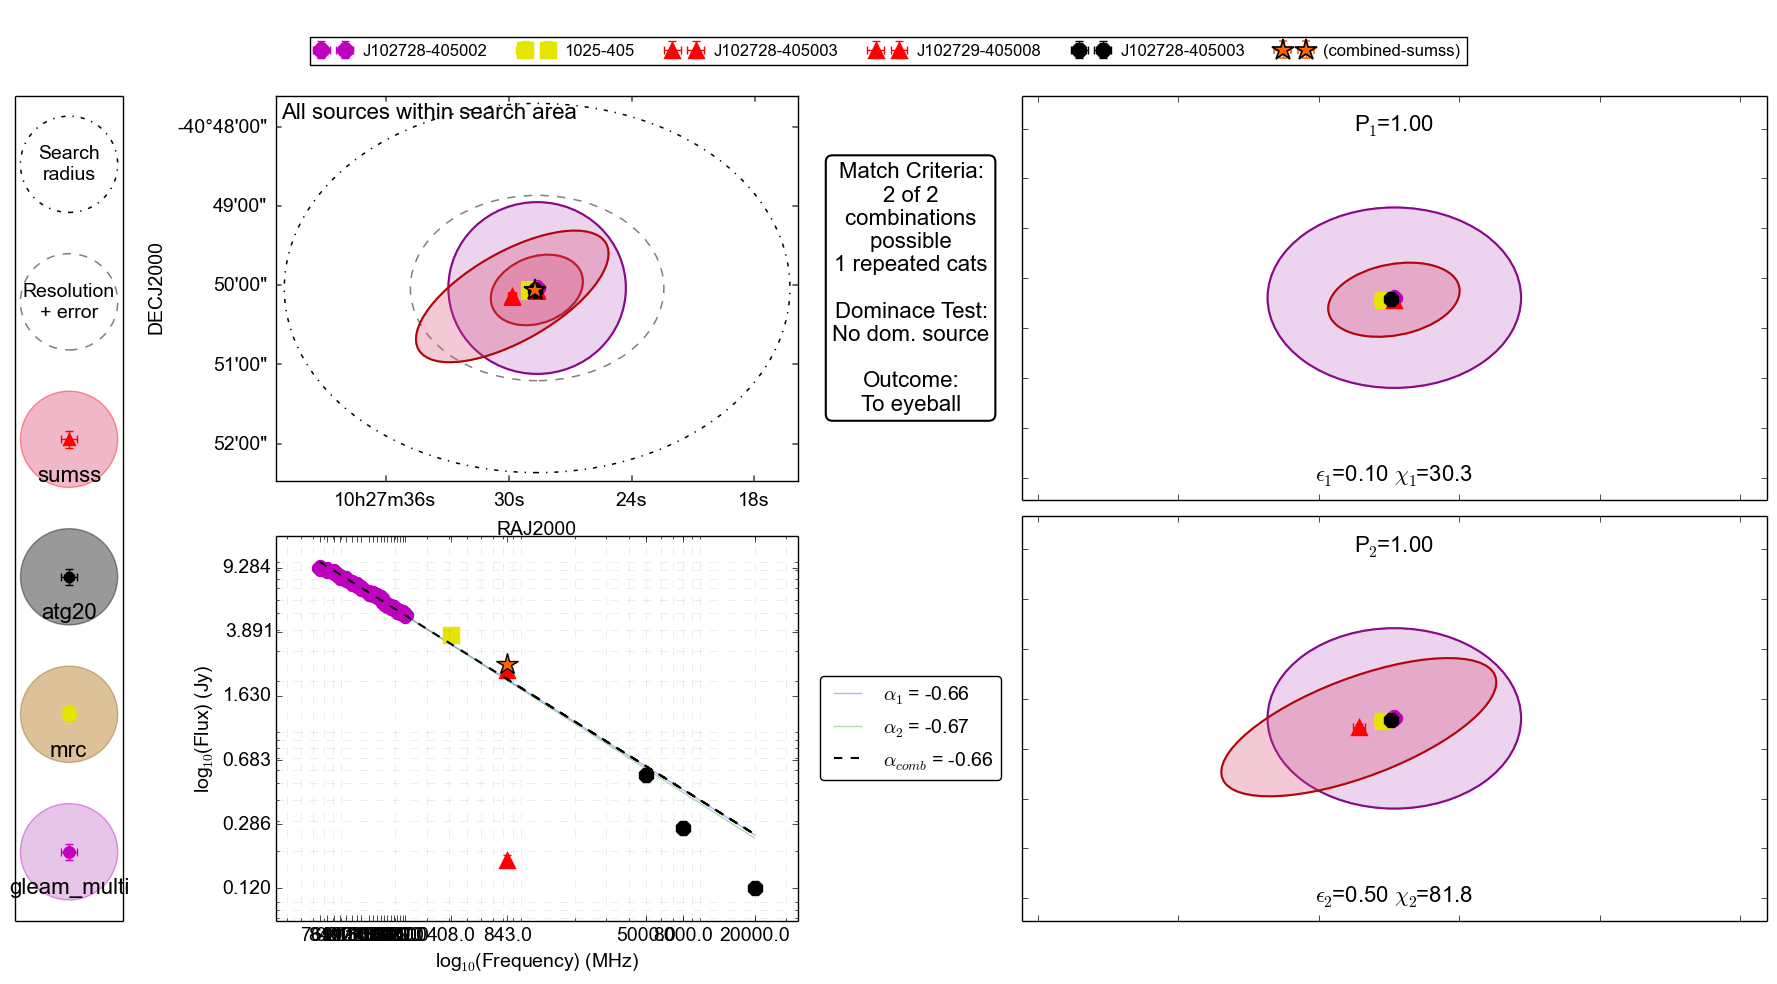 J102728-405002 1025-405 J102728-405003 J102729-405008 J102728-405003 (combined-sumss)
Search
radius
Resolution
+ error
sumss
atg20
mrc
gleam_multi
All sources within search area
DECJ2000
-40°48'00"
49'00"
50'00"
51'00"
52'00"
10h27m36s 30s 24s 18s
RAJ2000
Match Criteria:
2 of 2
combinations
possible
1 repeated cats
Dominace Test:
No dom. source
Outcome:
To eyeball
P1=1.00
ϵ1=0.10 χ1=30.3
log10(Flux) (Jy)
9.284
3.891
1.630
0.683
0.286
0.120
408.0 843.0 5000.0 8000.0 20000.0
log10(Frequency) (MHz)
α1 = -0.66
α2 = -0.67
αcomb = -0.66
P2=1.00
ϵ2=0.50 χ2=81.8